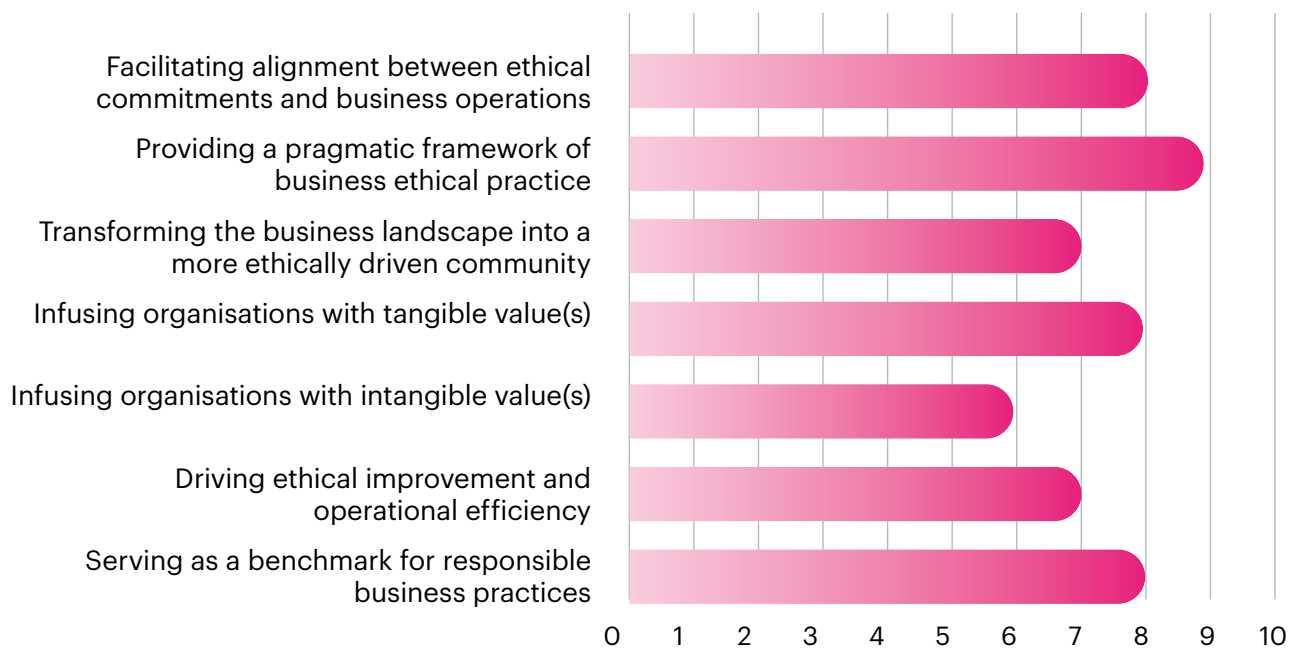 Facilitating alignment between ethical
commitments and business operations
Providing a pragmatic framework of
business ethical practice
Transforming the business landscape into a
more ethically driven community
Infusing organisations with tangible value(s)
Infusing organisations with intangible value(s)
Driving ethical improvement and
operational efficiency
Serving as a benchmark for responsible
business practices
0 1 2 3 4 5 6 7 8 9 10